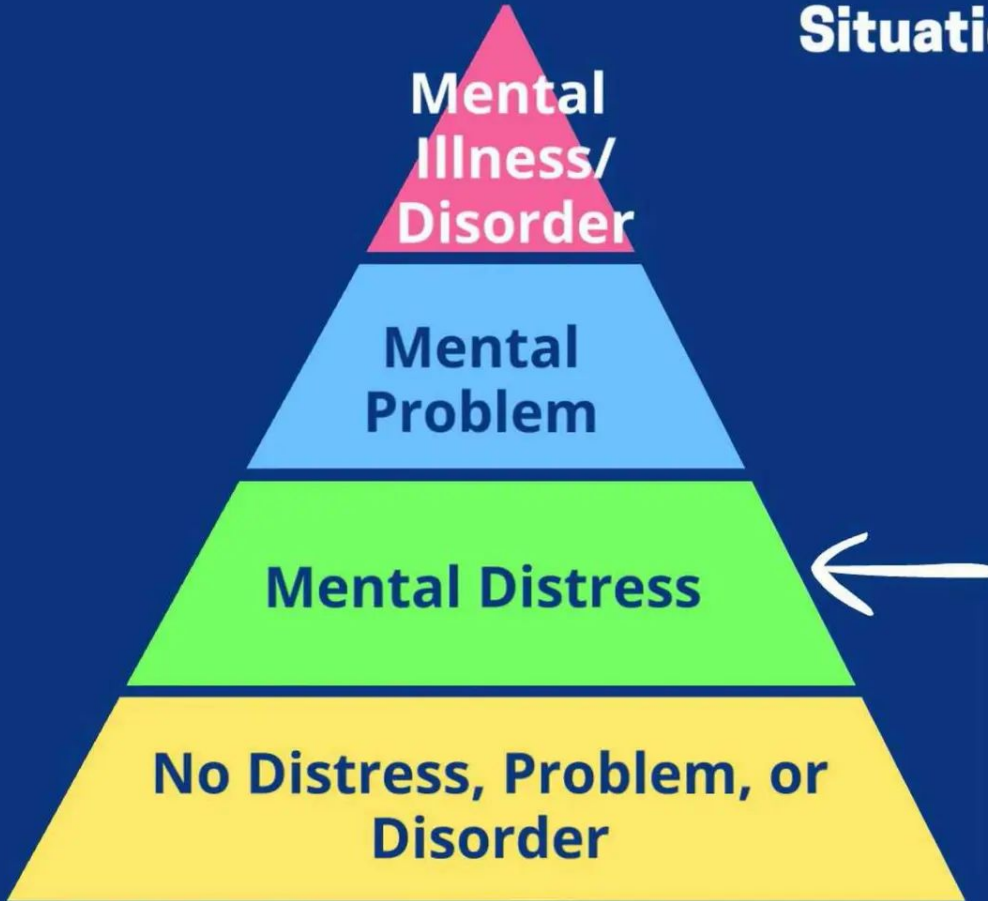 Situati
Mental
Illness/
Disorder
Mental
Problem
Mental Distress
No Distress, Problem, or
Disorder